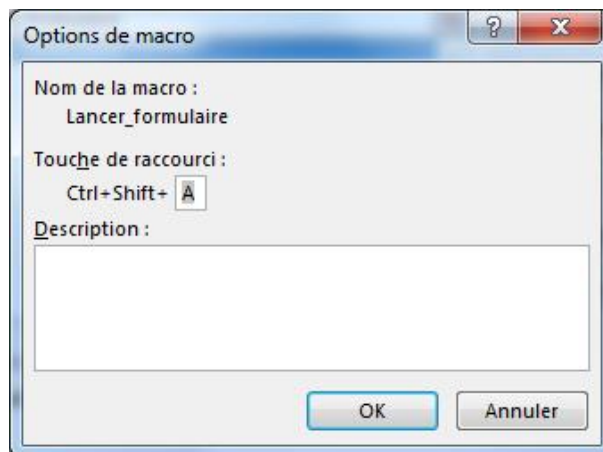 Options de macro
Nom de la macro :
Lancer_formulaire
Touche de raccourci :
Ctrl+Shift+ A
Description :
OK
Annuler